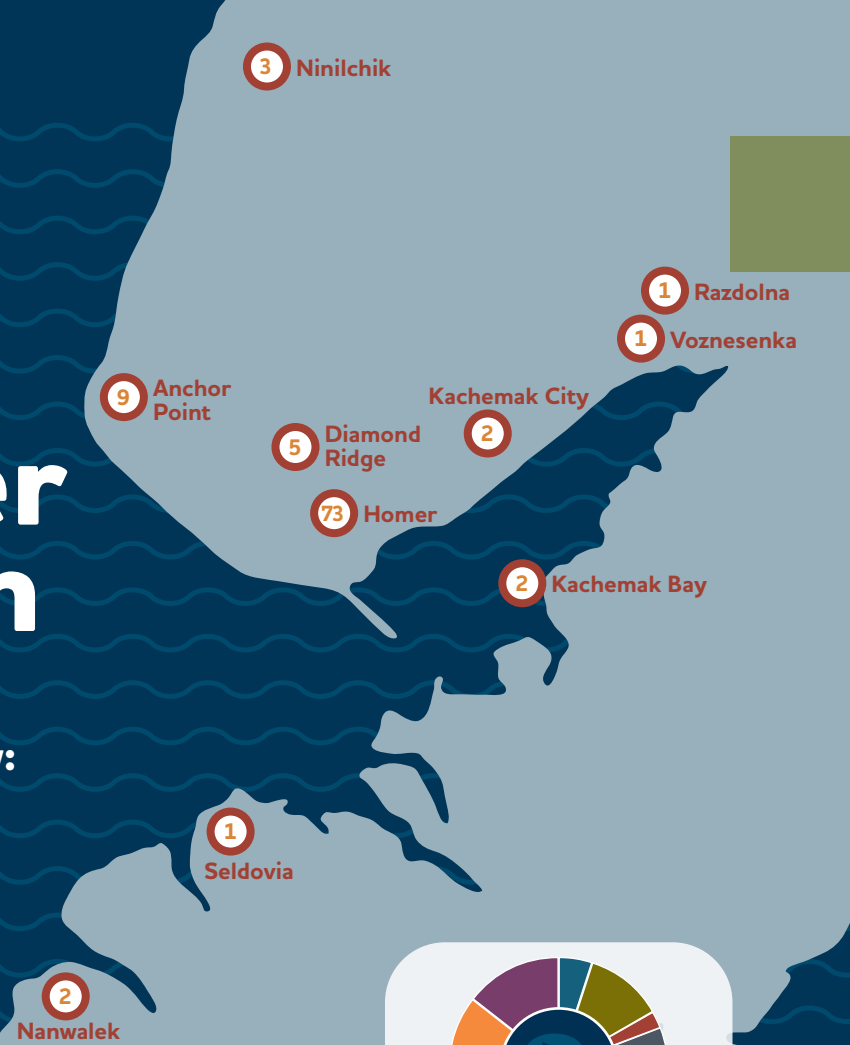 3 Ninilchik
1 Razdolna
1 Voznesenka
9 Anchor
Point
Kachemak City
2
5 Diamond
Ridge
73 Homer
er
n
2 Kachemak Bay
y:
1
Seldovia
2
Nanwalek